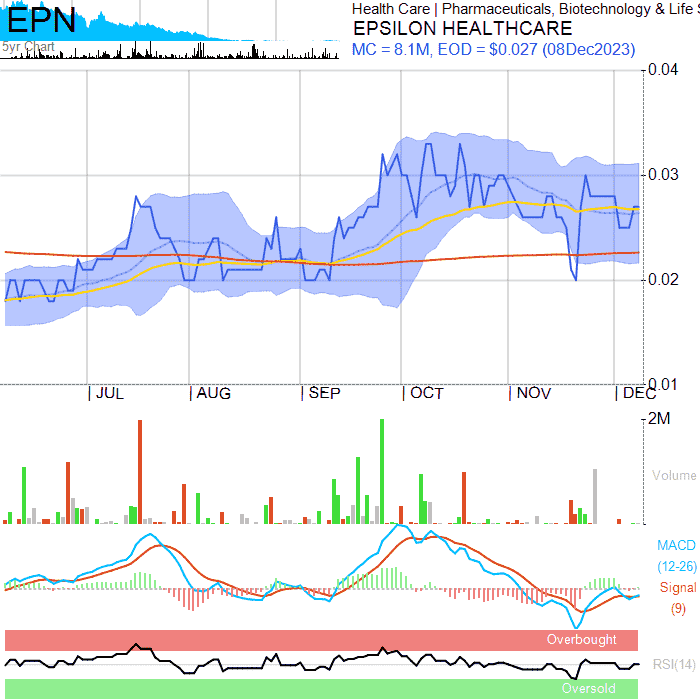 EPN
5yr Chart
Health Care | Pharmaceuticals, Biotechnology & Life S
EPSILON HEALTHCARE
MC = 8.1M, EOD = $0.027 (08Dec2023)
0.04
0.03
0.02
0.01
JUL AUG SEP OCT NOV DEC
2M
Volume
MACD
(12-26)
Signal
(9)
Overbought
RSI(14)
Oversold